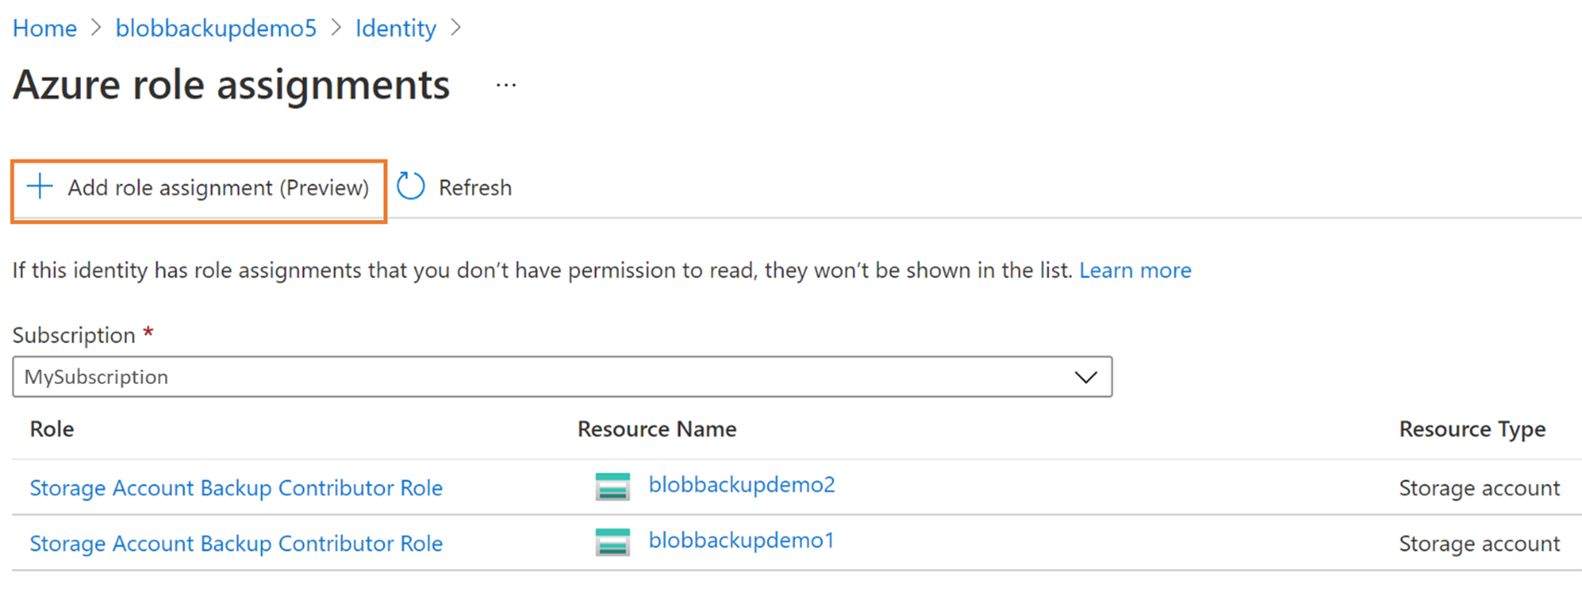 Home > blobbackupdemo5 > Identity >
Azure role assignments ...
+ Add role assignment (Preview) Refresh
If this identity has role assignments that you don’t have permission to read, they won’t be shown in the list. Learn more
Subscription *
MySubscription
Role Resource Name Resource Type
Storage Account Backup Contributor Role blobbackupdemo2 Storage account
Storage Account Backup Contributor Role blobbackupdemo1 Storage account